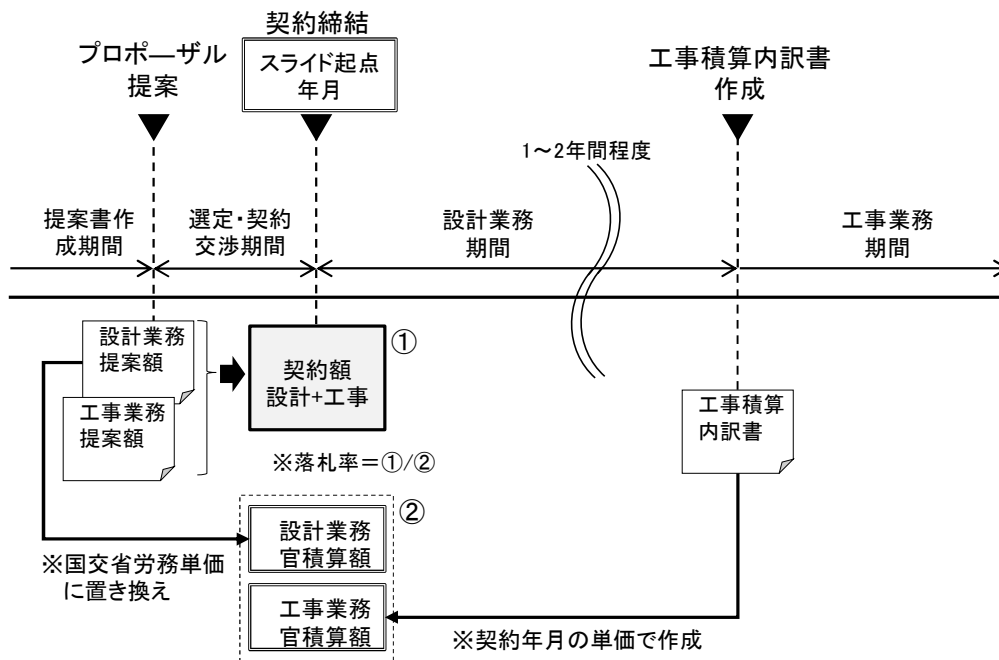 契約締結
プロポ―ザル
提案
スライド起点
年月
工事積算内訳書
作成
1～2年間程度
提案書作
成期間
選定・契約
交渉期間
設計業務
期間
工事業務
期間
設計業務
提案額
工事業務
提案額
①
契約額
設計+工事
※落札率＝①/②
工事積算
内訳書
②
設計業務
官積算額
※国交省労務単価
に置き換え
工事業務
官積算額
※契約年月の単価で作成